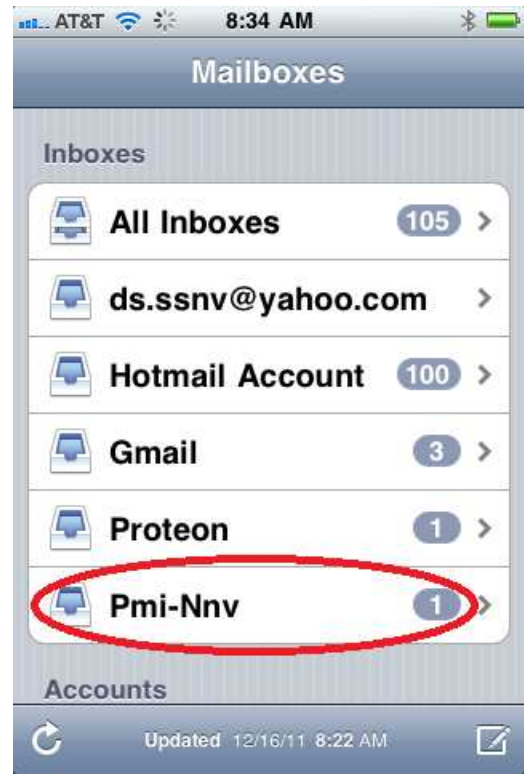 AT&T 8:34 AM
Mailboxes
Inboxes
All Inboxes 105
ds.ssnv@yahoo.com
Hotmail Account 100
Gmail 3
Proteon 1
Pmi-Nnv 1
Accounts
Updated 12/16/11 8:22 AM